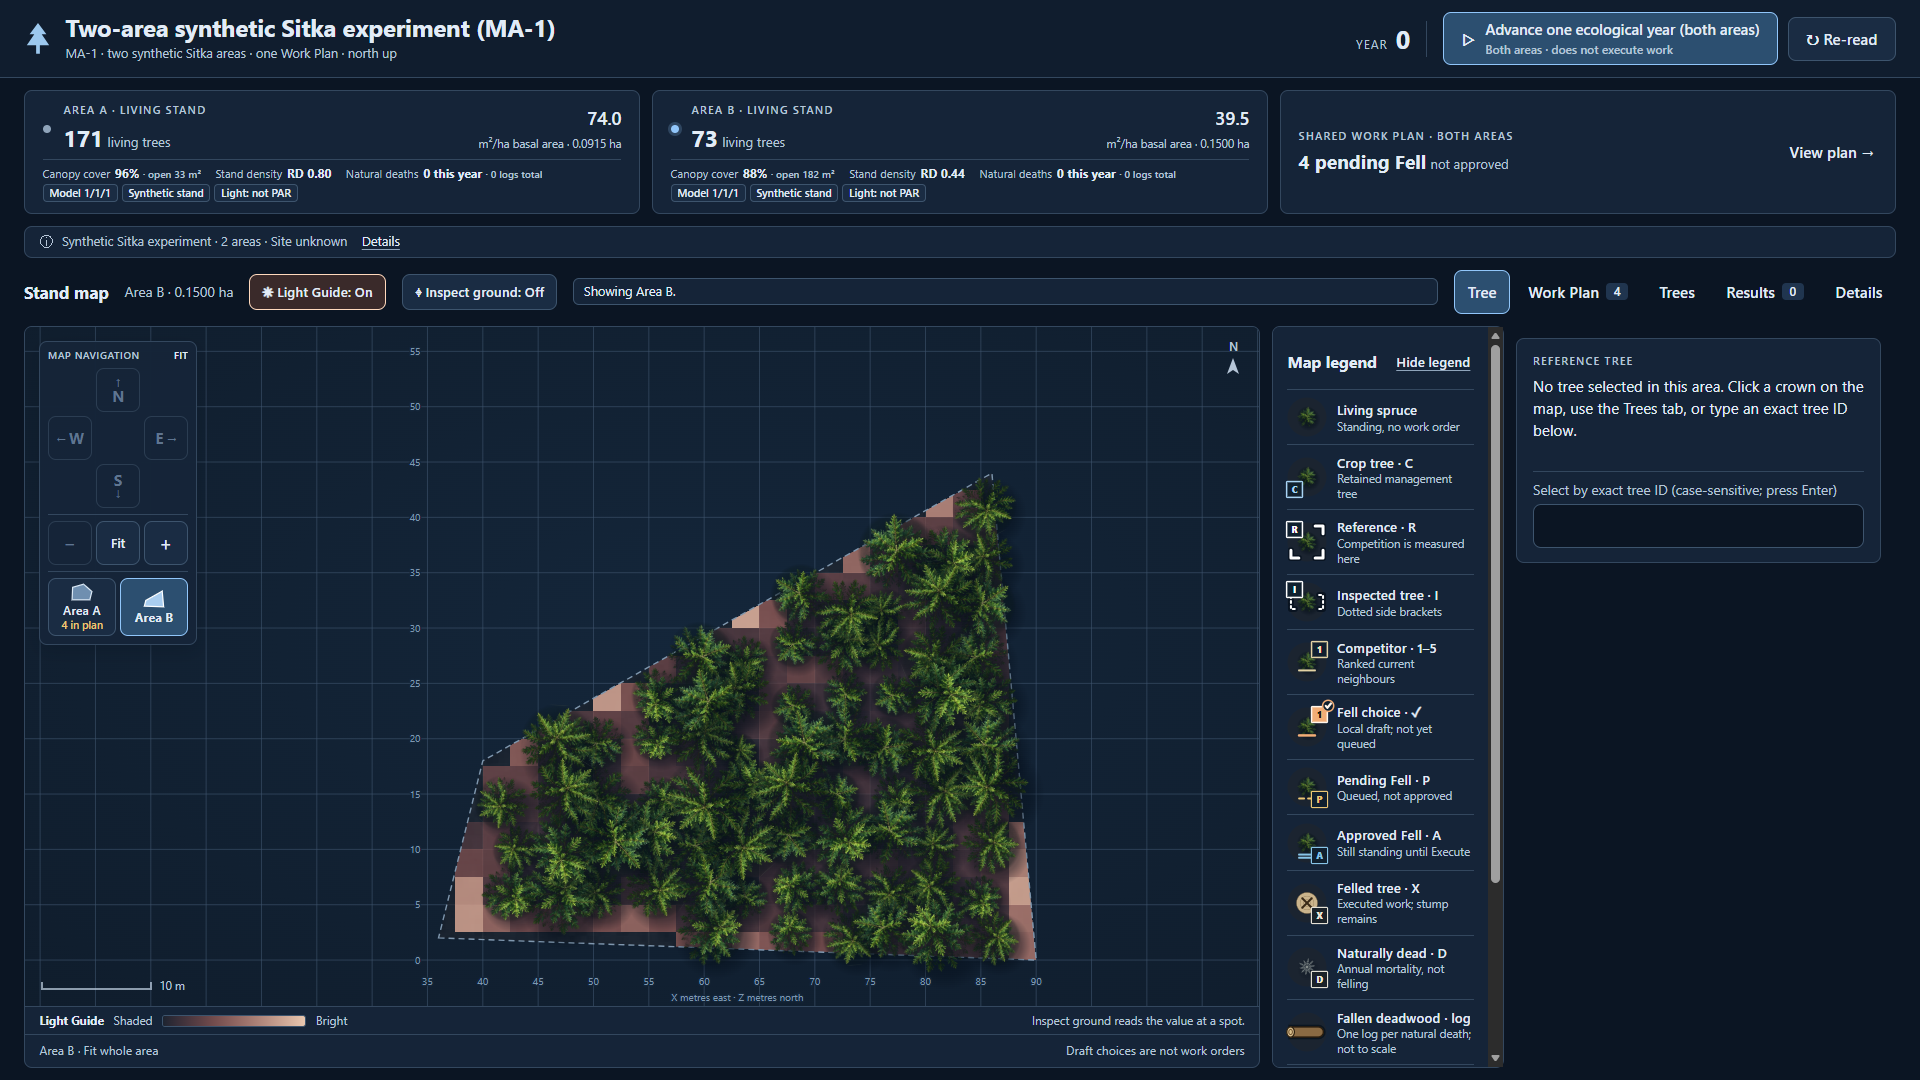 Two-area synthetic Sitka experiment (MA-1)
MA-1 · two synthetic Sitka areas · one Work Plan · north up
YEAR 0
Advance one ecological year (both areas)
Both areas · does not execute work
↻ Re-read
AREA A · LIVING STAND
171 living trees
74.0
m²/ha basal area · 0.0915 ha
Canopy cover 96% · open 33 m² Stand density RD 0.80 Natural deaths 0 this year · 0 logs total
Model 1/1/1 Synthetic stand Light: not PAR
AREA B · LIVING STAND
73 living trees
39.5
m²/ha basal area · 0.1500 ha
Canopy cover 88% · open 182 m² Stand density RD 0.44 Natural deaths 0 this year · 0 logs total
Model 1/1/1 Synthetic stand Light: not PAR
SHARED WORK PLAN · BOTH AREAS
4 pending Fell not approved
View plan →
Synthetic Sitka experiment · 2 areas · Site unknown Details
Stand map Area B · 0.1500 ha
Light Guide: On
Inspect ground: Off
Showing Area B.
Tree
Work Plan 4
Trees
Results 0
Details
MAP NAVIGATION FIT
↑
N
← W
E →
S
↓
−
Fit
+
Area A
4 in plan
Area B
N
55
50
45
40
35
30
25
20
15
10
5
0
35 40 45 50 55 60 65 70 75 80 85 90
X metres east · Z metres north
10 m
Light Guide Shaded Bright
Inspect ground reads the value at a spot.
Area B · Fit whole area
Draft choices are not work orders
Map legend Hide legend
Living spruce
Standing, no work order
C
Crop tree · C
Retained management
tree
R
Reference · R
Competition is measured
here
I
Inspected tree · I
Dotted side brackets
1
Competitor · 1–5
Ranked current
neighbours
1
Fell choice · ✓
Local draft; not yet
queued
P
Pending Fell · P
Queued, not approved
A
Approved Fell · A
Still standing until Execute
X
Felled tree · X
Executed work; stump
remains
D
Naturally dead · D
Annual mortality, not
felling
Fallen deadwood · log
One log per natural death;
not to scale
REFERENCE TREE
No tree selected in this area. Click a crown on the
map, use the Trees tab, or type an exact tree ID
below.
Select by exact tree ID (case-sensitive; press Enter)